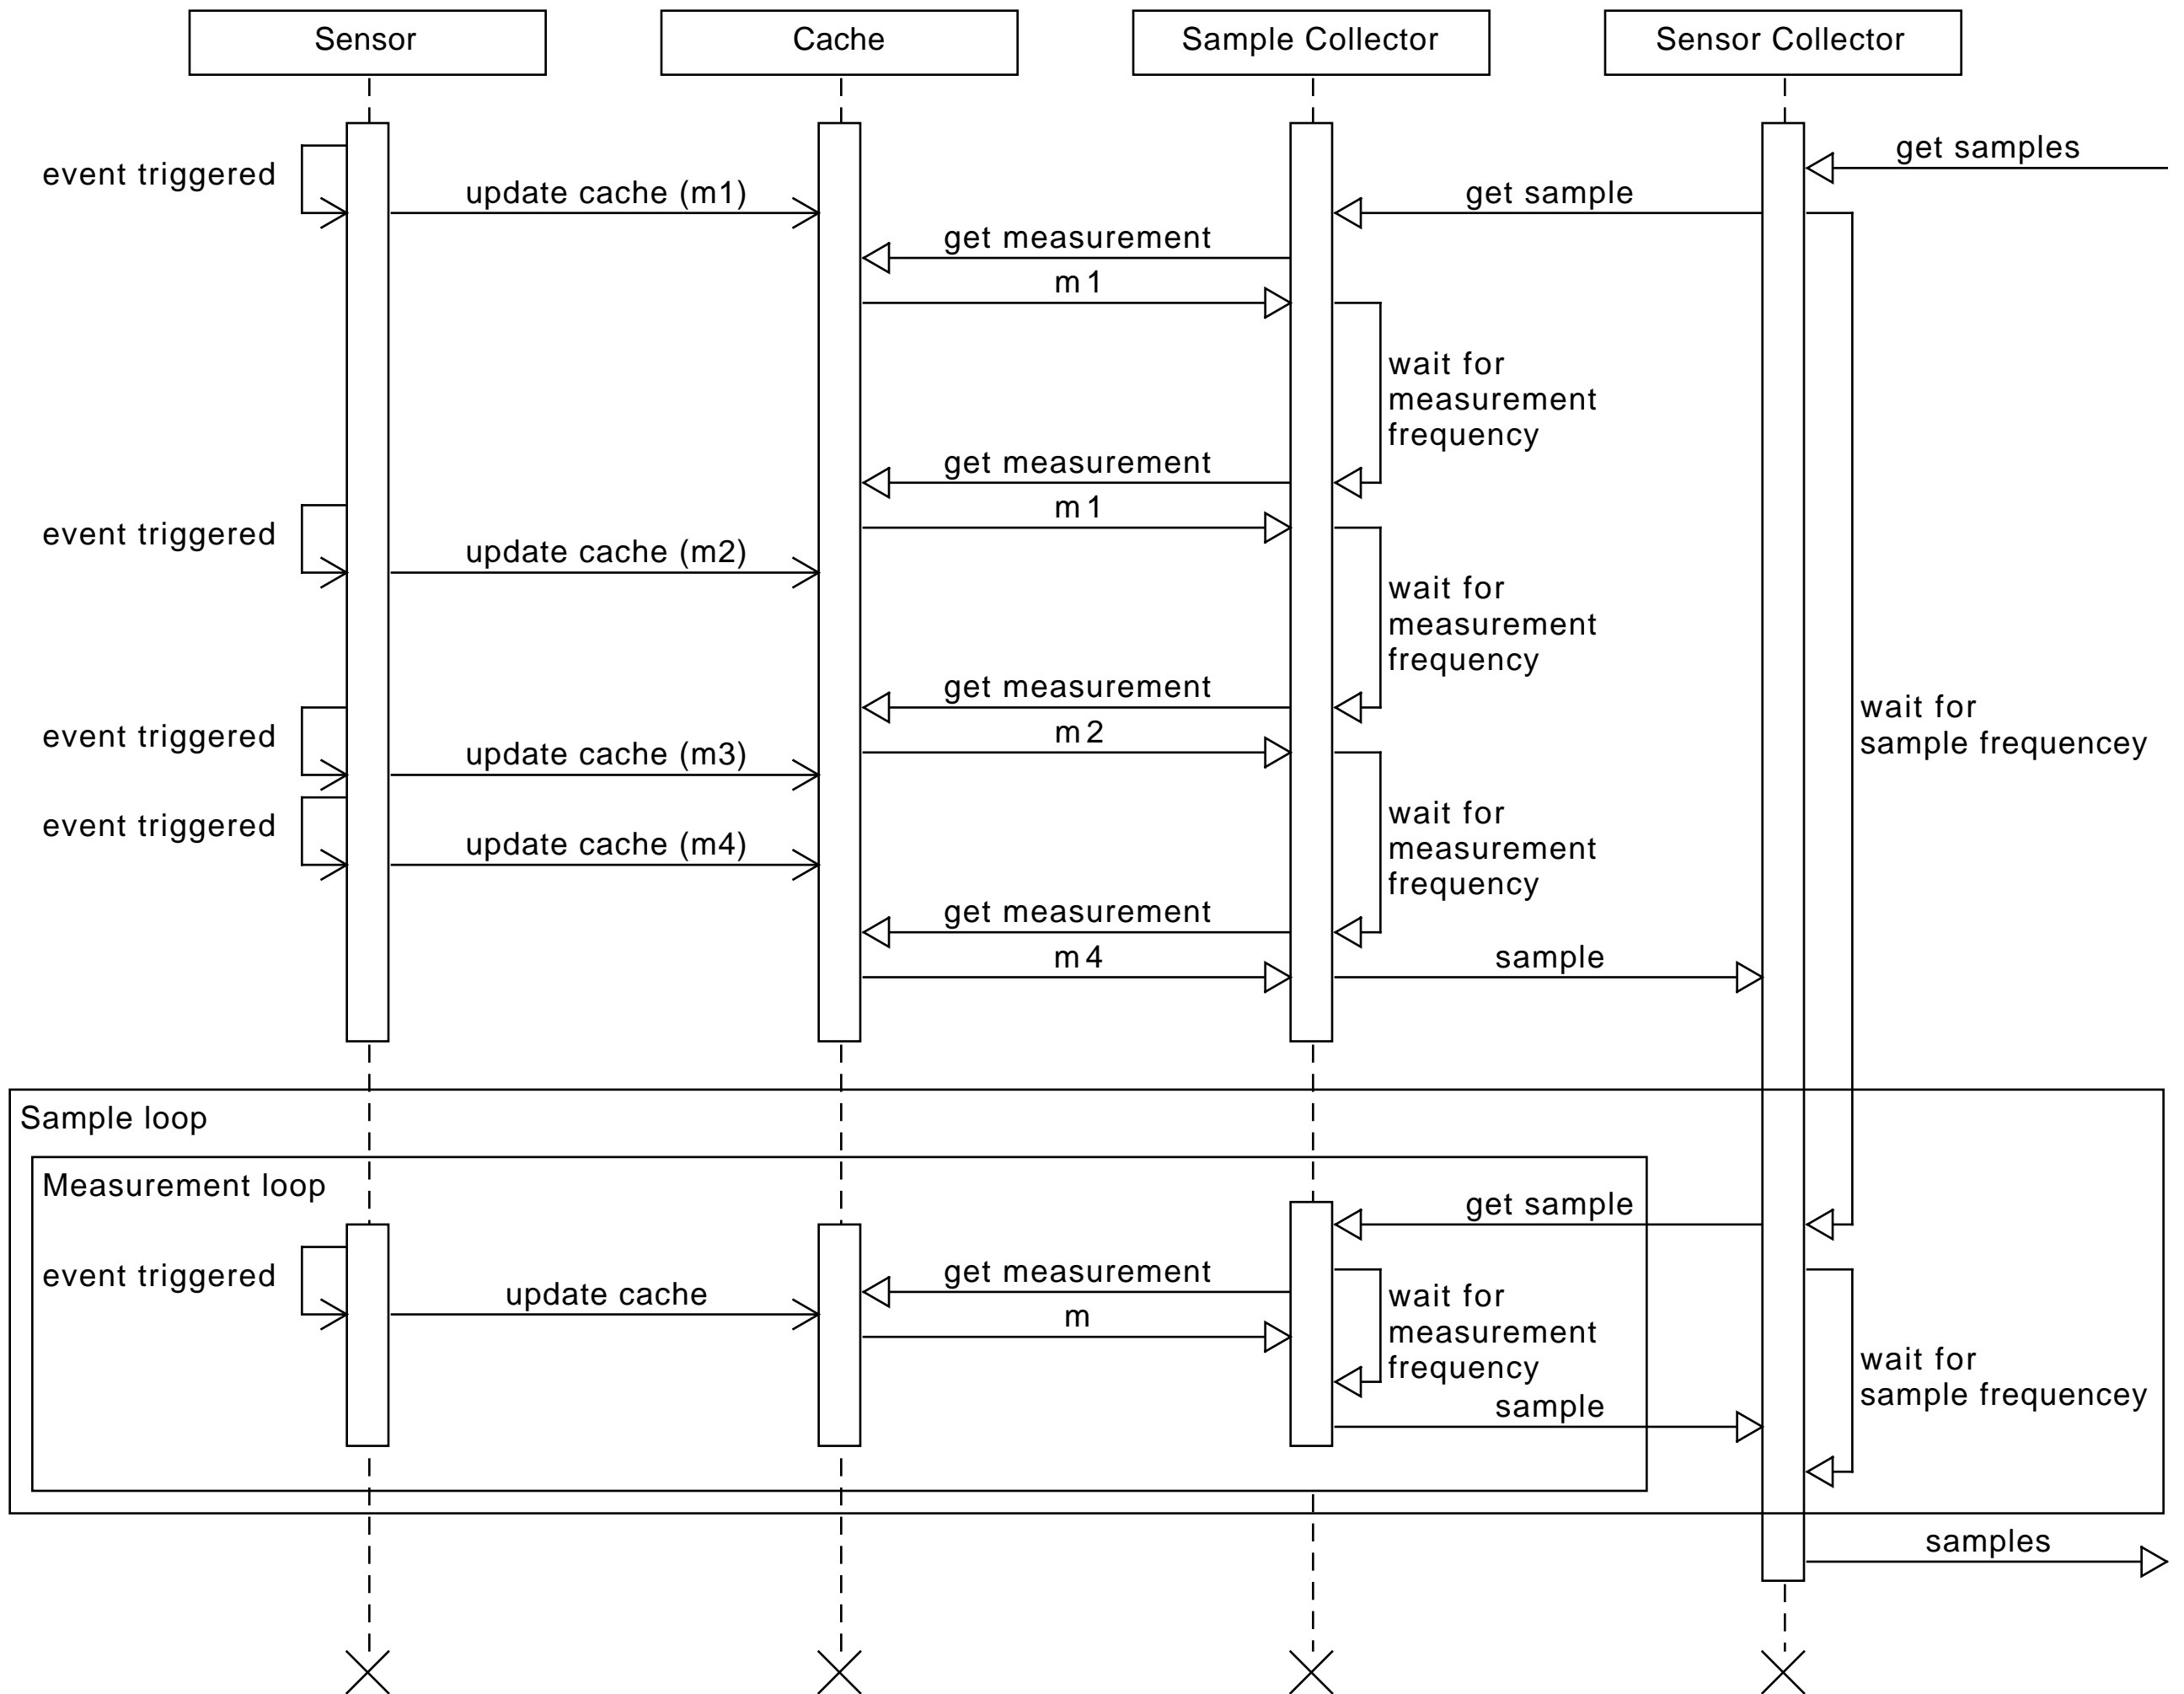 Sensor
Cache
Sample Collector
Sensor Collector
get samples
event triggered
update cache (m1)
get sample
get measurement
m1
wait for
measurement
frequency
get measurement
m1
event triggered
update cache (m2)
wait for
measurement
frequency
get measurement
m2
wait for
sample frequencey
event triggered
update cache (m3)
event triggered
update cache (m4)
wait for
measurement
frequency
get measurement
m4
sample
Sample loop
Measurement loop
get sample
event triggered
update cache
get measurement
m
wait for
measurement
frequency
sample
wait for
sample frequencey
samples